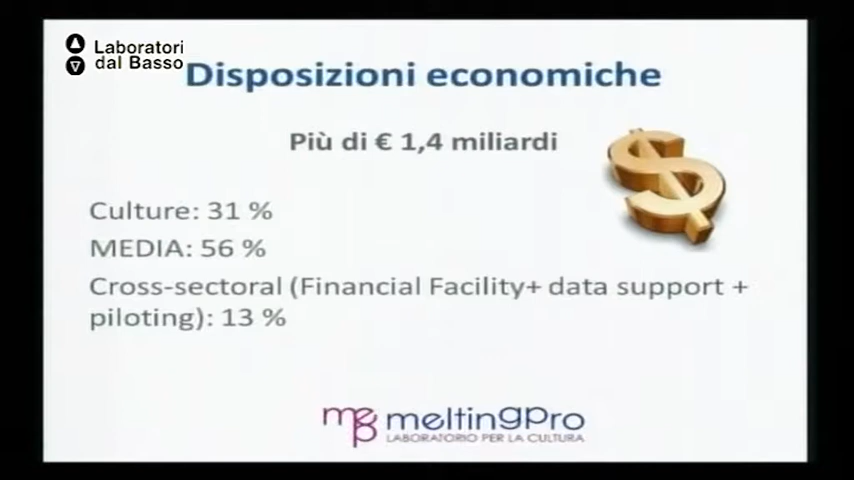 Laboratori
dal Basso
Disposizioni economiche
Più di € 1,4 miliardi
Culture: 31 %
MEDIA: 56 %
Cross-sectoral (Financial Facility+ data support +
piloting): 13 %
mep meltingpro
LABORATORIO PER LA CULTURA